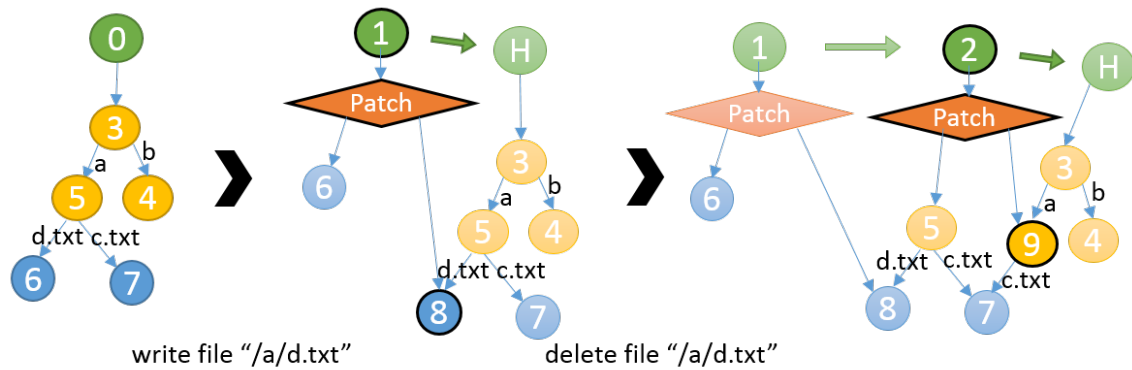 0
3
a
b
5
4
d.txt
c.txt
6
7
1
H
Patch
6
3
a
b
5
4
d.txt
c.txt
8
7
1
2
H
Patch
Patch
6
3
a
b
5
9
4
d.txt
c.txt
c.txt
8
7
write file “/a/d.txt”
delete file “/a/d.txt”